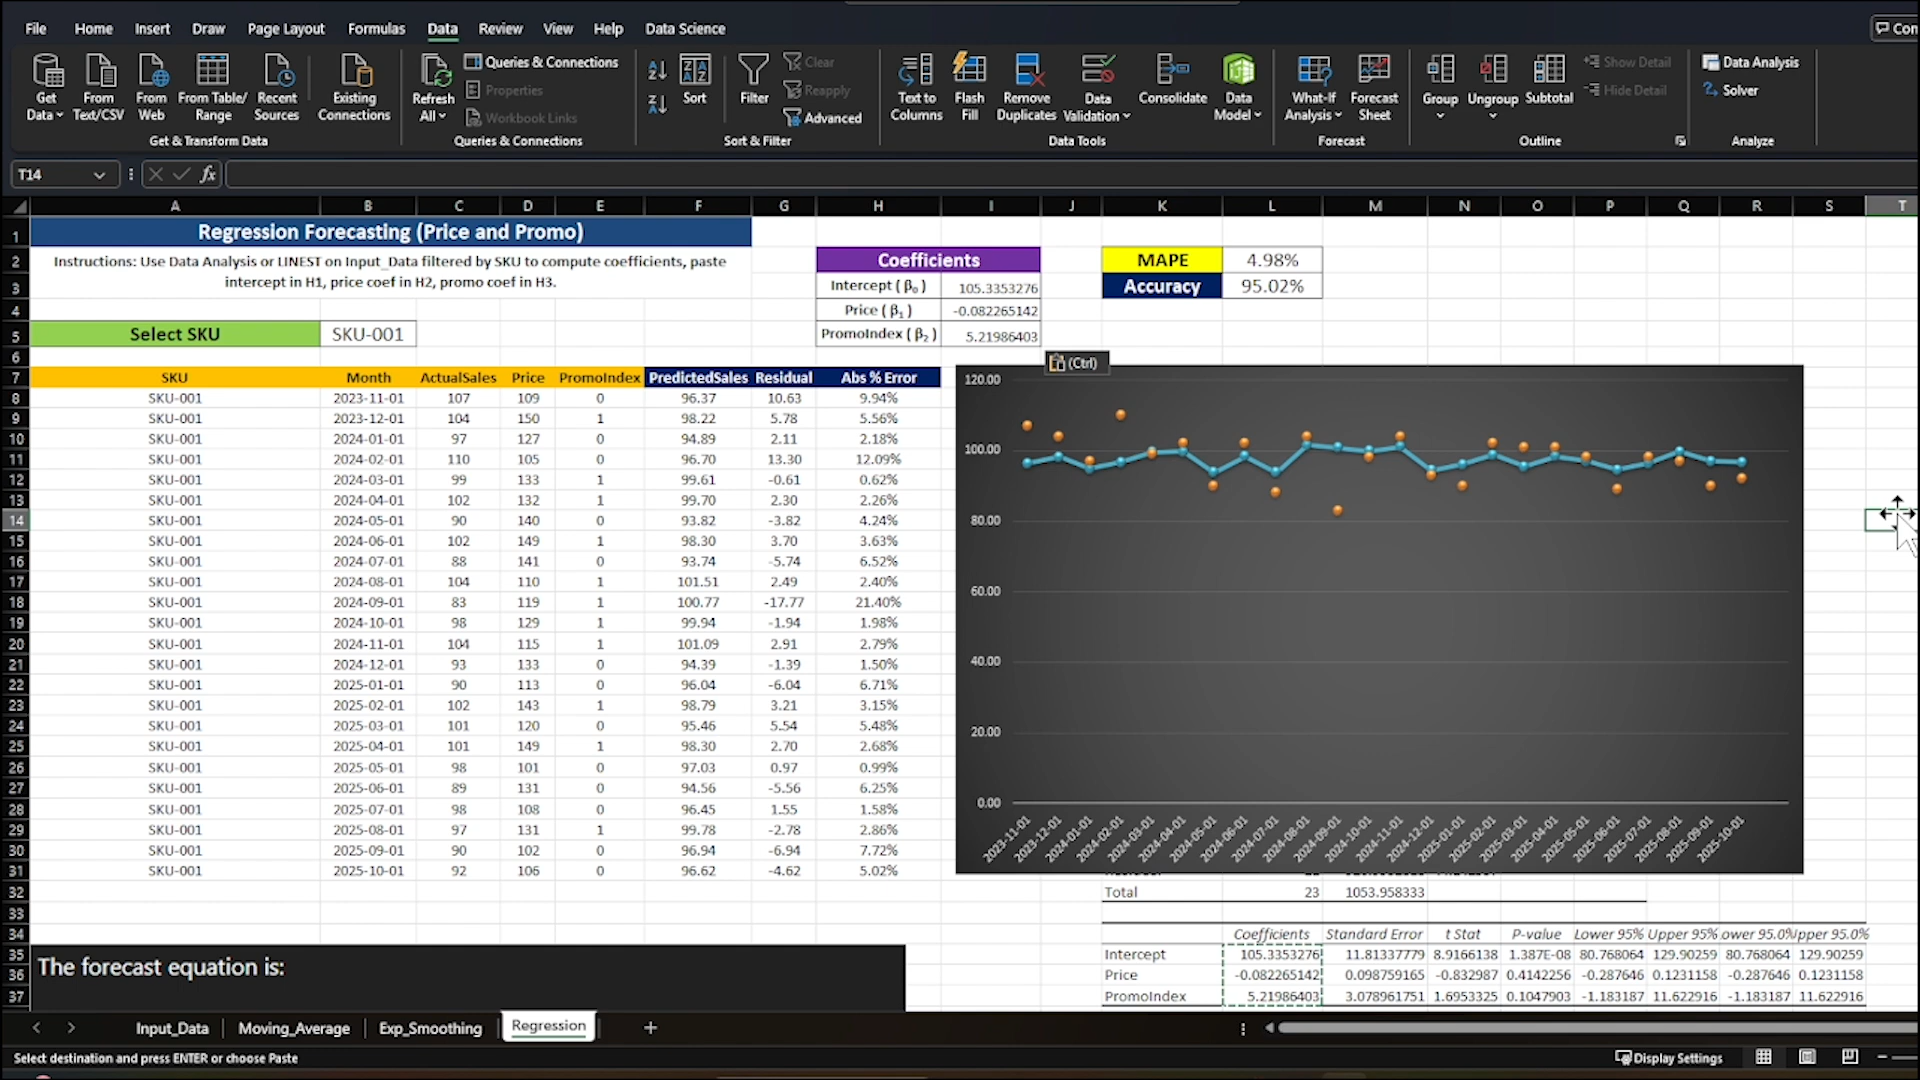 File Home Insert Draw Page Layout Formulas Data Review View Help Data Science
Get Data
From Text/CSV
From Web
From Table/ Range
Recent Sources
Existing Connections
Get & Transform Data
Refresh All
Queries & Connections
Properties
Workbook Links
Queries & Connections
Sort
Filter
Clear
Reapply
Advanced
Sort & Filter
Text to Columns
Flash Fill
Remove Duplicates
Data Validation
Consolidate
Data Model
Data Tools
What-If Analysis
Forecast Sheet
Forecast
Group
Ungroup
Subtotal
Show Detail
Hide Detail
Outline
Data Analysis
Solver
Analyze
T14 fx
A B C D E F G H I J K L M N O P Q R S T
Regression Forecasting (Price and Promo)
Instructions: Use Data Analysis or LINEST on Input_Data filtered by SKU to compute coefficients, paste
intercept in H1, price coef in H2, promo coef in H3.
Select SKU SKU-001
Coefficients
Intercept ( β₀ ) 105.3353276
Price ( β₁ ) -0.082265142
PromoIndex ( β₂ ) 5.21986403
MAPE 4.98%
Accuracy 95.02%
(Ctrl)
SKU Month ActualSales Price PromoIndex PredictedSales Residual Abs % Error
8 SKU-001 2023-11-01 107 109 0 96.37 10.63 9.94%
9 SKU-001 2023-12-01 104 150 1 98.22 5.78 5.56%
10 SKU-001 2024-01-01 97 127 0 94.89 2.11 2.18%
11 SKU-001 2024-02-01 110 105 0 96.70 13.30 12.09%
12 SKU-001 2024-03-01 99 133 1 99.61 -0.61 0.62%
13 SKU-001 2024-04-01 102 132 1 99.70 2.30 2.26%
14 SKU-001 2024-05-01 90 140 0 93.82 -3.82 4.24%
15 SKU-001 2024-06-01 102 149 1 98.30 3.70 3.63%
16 SKU-001 2024-07-01 88 141 0 93.74 -5.74 6.52%
17 SKU-001 2024-08-01 104 110 1 101.51 2.49 2.40%
18 SKU-001 2024-09-01 83 119 1 100.77 -17.77 21.40%
19 SKU-001 2024-10-01 98 129 1 99.94 -1.94 1.98%
20 SKU-001 2024-11-01 104 115 1 101.09 2.91 2.79%
21 SKU-001 2024-12-01 93 133 0 94.39 -1.39 1.50%
22 SKU-001 2025-01-01 90 113 0 96.04 -6.04 6.71%
23 SKU-001 2025-02-01 102 143 1 98.79 3.21 3.15%
24 SKU-001 2025-03-01 101 120 0 95.46 5.54 5.48%
25 SKU-001 2025-04-01 101 149 1 98.30 2.70 2.68%
26 SKU-001 2025-05-01 98 101 0 97.03 0.97 0.99%
27 SKU-001 2025-06-01 89 131 0 94.56 -5.56 6.25%
28 SKU-001 2025-07-01 98 108 0 96.45 1.55 1.58%
29 SKU-001 2025-08-01 97 131 1 99.78 -2.78 2.86%
30 SKU-001 2025-09-01 90 102 0 96.94 -6.94 7.72%
31 SKU-001 2025-10-01 92 106 0 96.62 -4.62 5.02%
120.00
100.00
80.00
60.00
40.00
20.00
0.00
2023-11-01 2023-12-01 2024-01-01 2024-02-01 2024-03-01 2024-04-01 2024-05-01 2024-06-01 2024-07-01 2024-08-01 2024-09-01 2024-10-01 2024-11-01 2024-12-01 2025-01-01 2025-02-01 2025-03-01 2025-04-01 2025-05-01 2025-06-01 2025-07-01 2025-08-01 2025-09-01 2025-10-01
32 Total 23 1053.958333
33
34 Coefficients Standard Error t Stat P-value Lower 95% Upper 95% ower 95.0% Upper 95.0%
35 Intercept 105.3353276 11.81337779 8.9166138 1.387E-08 80.768064 129.90259 80.768064 129.90259
36 Price -0.082265142 0.098759165 -0.832987 0.4142256 -0.287646 0.1231158 -0.287646 0.1231158
37 PromoIndex 5.21986403 3.078961751 1.6953325 0.1047903 -1.183187 11.622916 -1.183187 11.622916
The forecast equation is:
Input_Data Moving_Average Exp_Smoothing Regression
Select destination and press ENTER or choose Paste
Display Settings